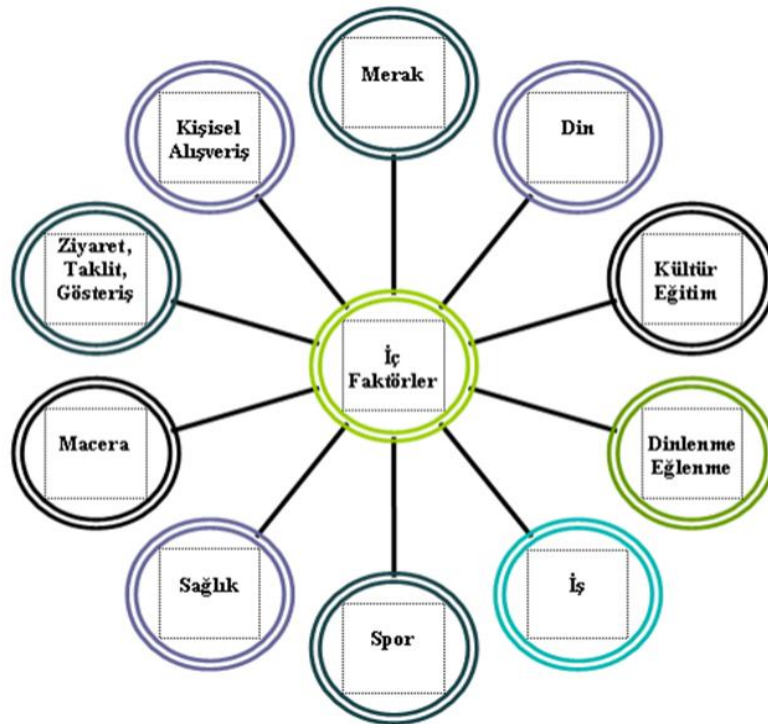 Merak
Din
Kültür
Eğitim
Dinlenme
Eğlenme
İş
Spor
Sağlık
Macera
Ziyaret,
Taklit,
Gösteriş
Kişisel
Alışveriş
İç
Faktörler